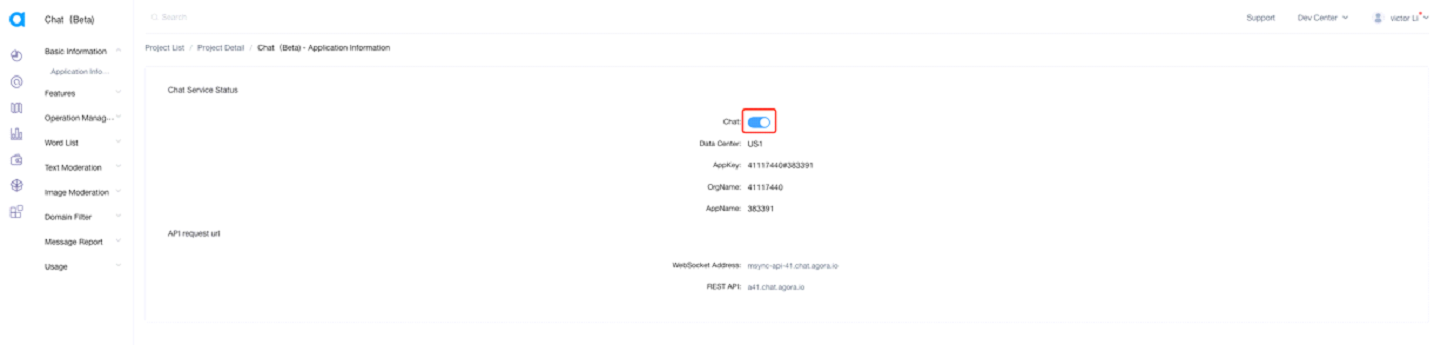 Chat (Beta)
Search
Support
Dev Center
Victor Li
Basic Information
Application Info...
Features
Operation Manag...
Word List
Text Moderation
Image Moderation
Domain Filter
Message Report
Usage
Project List / Project Detail / Chat (Beta) - Application Information
Chat Service Status
Chat:
Data Center: US1
AppKey: 41117440#383391
OrgName: 41117440
AppName: 383391
API request url
WebSocket Address: msync-api-41.chat.agora.io
REST API: a41.chat.agora.io